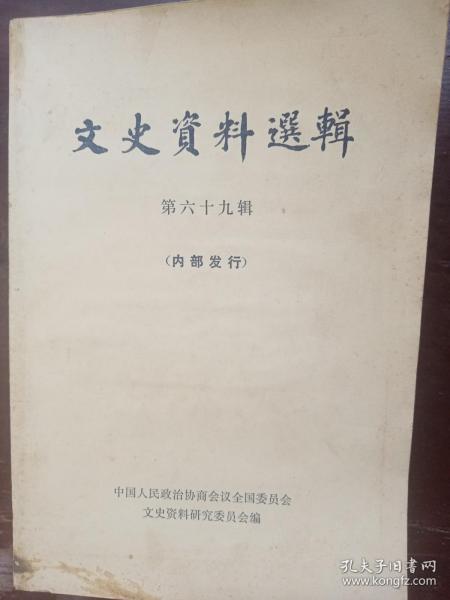 文史資料選輯
第六十九辑
（内部发行）
中国人民政治协商会议全国委员会
文史资料研究委员会编
孔夫子旧书网
www.kongfz.com